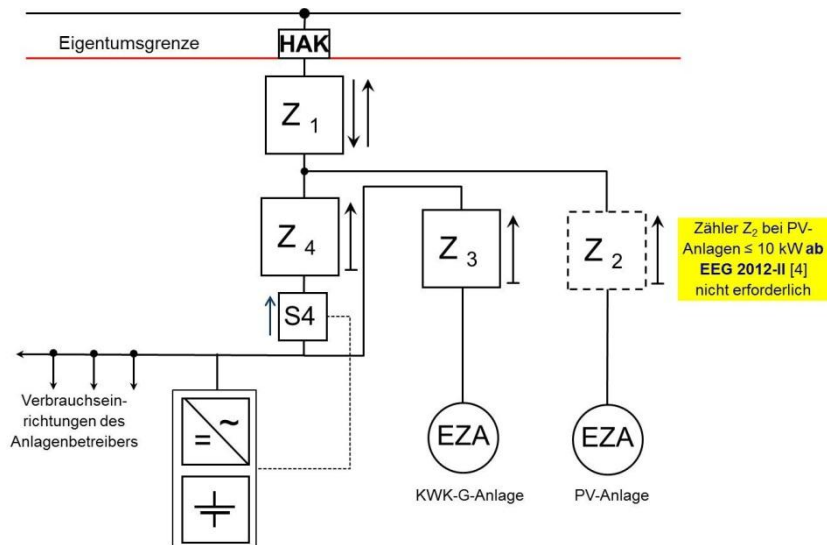 Eigentumsgrenze
HAK
Z 1
Z 4
Z 3
Z 2
Zähler Z2 bei PV-
Anlagen ≤ 10 kW ab
EEG 2012-II [4]
nicht erforderlich
S4
Verbrauchsein-
richtungen des
Anlagenbetreibers
= ~
EZA
EZA
KWK-G-Anlage
PV-Anlage